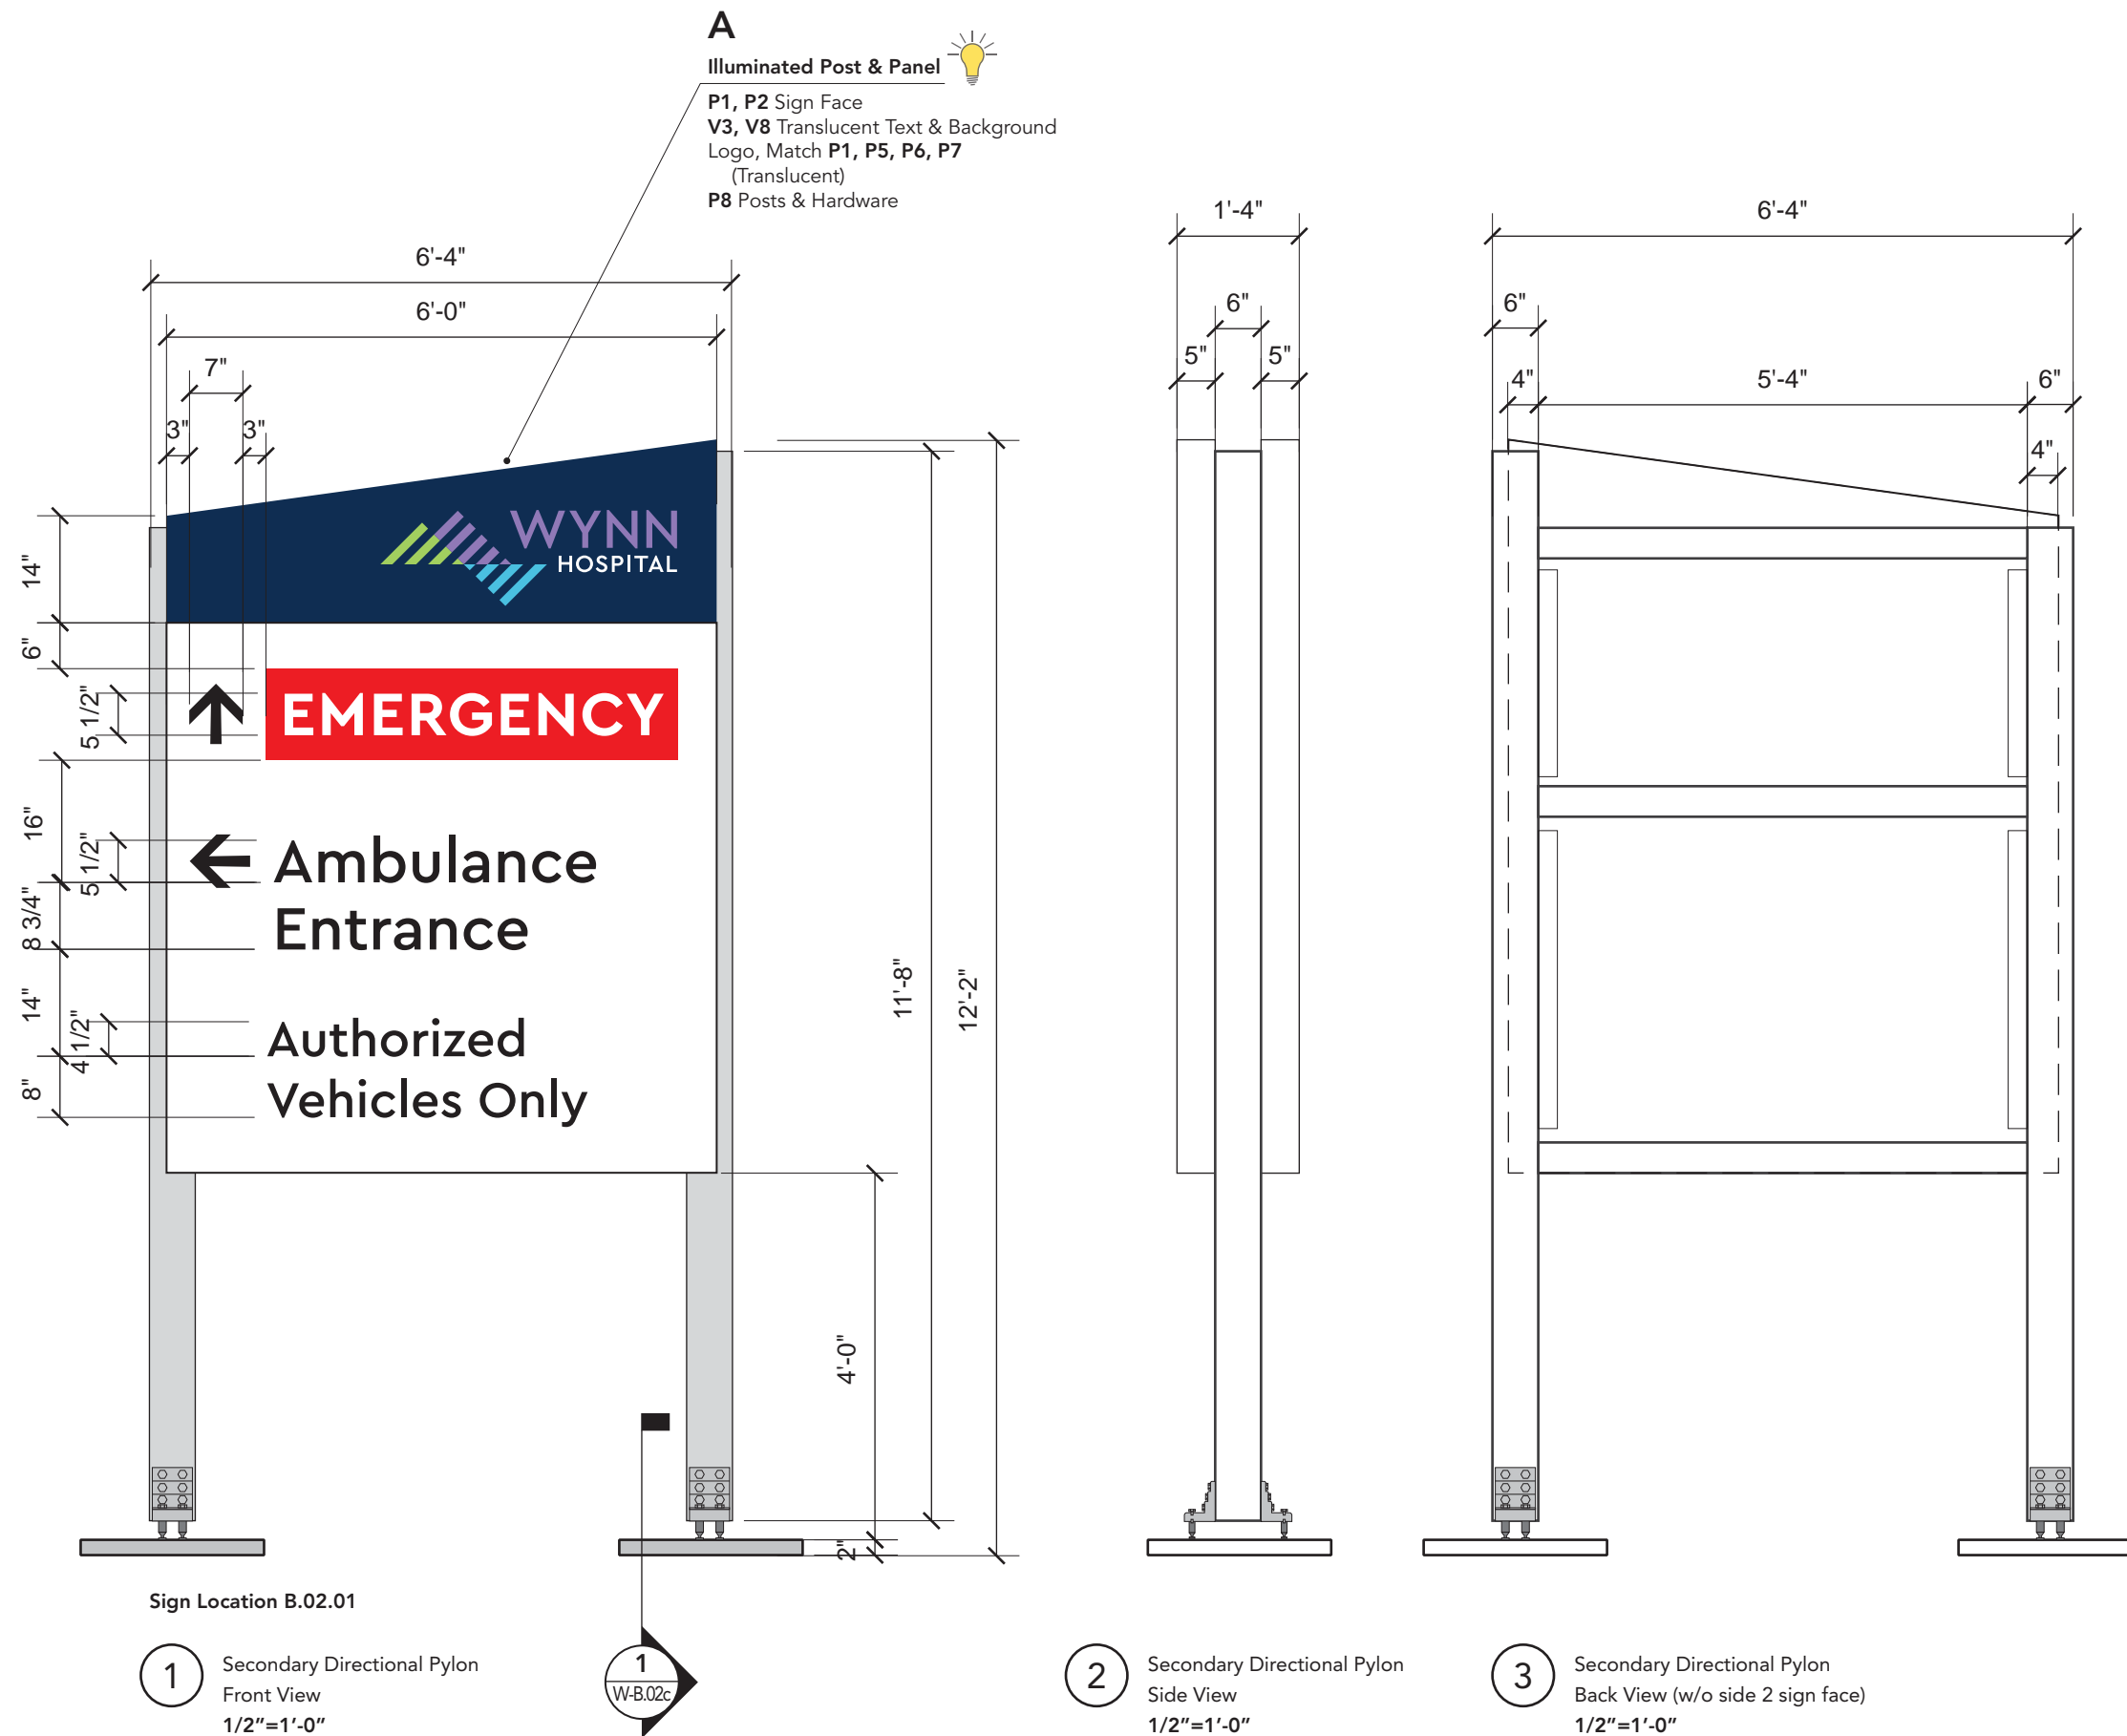 A
Illuminated Post & Panel
P1, P2 Sign Face
V3, V8 Translucent Text & Background
Logo, Match P1, P5, P6, P7
(Translucent)
P8 Posts & Hardware
6'-4"
6'-0"
7"
3"
3"
14"
6"
5 1/2"
16"
5 1/2"
8 3/4"
14"
4 1/2"
8"
WYNN
HOSPITAL
EMERGENCY
Ambulance
Entrance
Authorized
Vehicles Only
11'-8"
12'-2"
4'-0"
2"
Sign Location B.02.01
1
Secondary Directional Pylon
Front View
1/2"=1'-0"
1
W-B.02c
1'-4"
6"
5"
5"
2
Secondary Directional Pylon
Side View
1/2"=1'-0"
6'-4"
6"
4"
5'-4"
6"
4"
3
Secondary Directional Pylon
Back View (w/o side 2 sign face)
1/2"=1'-0"